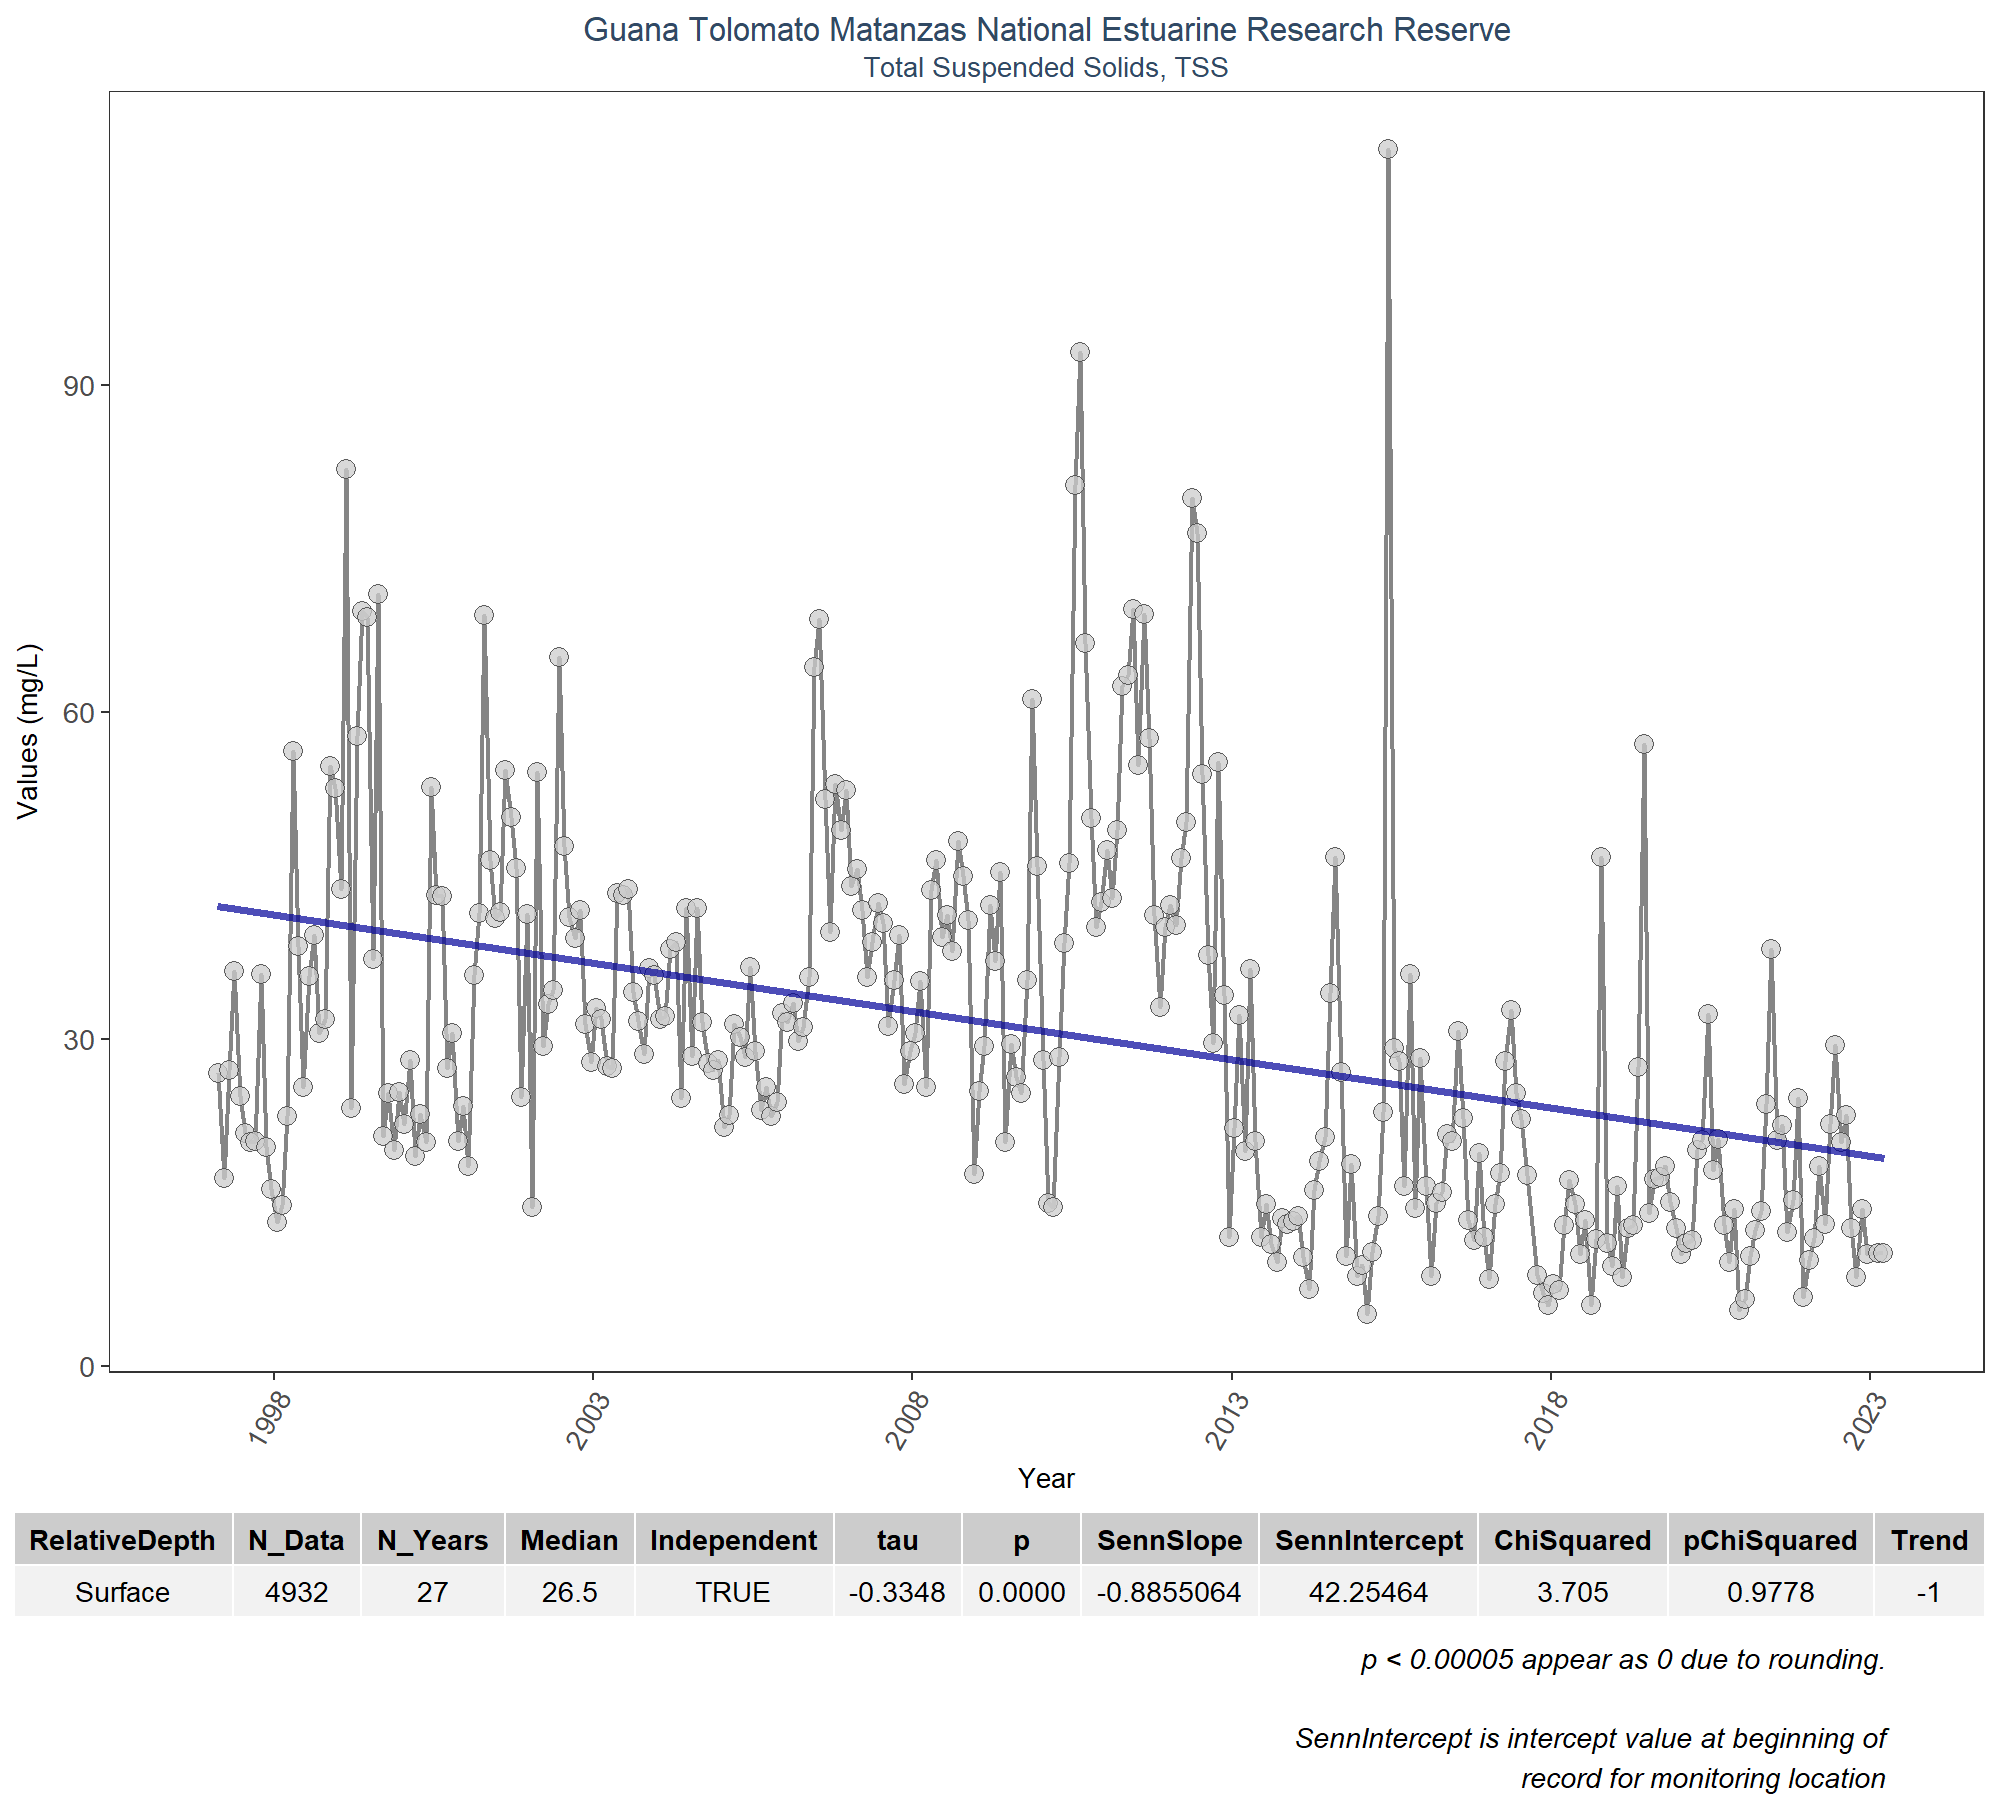 Guana Tolomato Matanzas National Estuarine Research Reserve
Total Suspended Solids, TSS
Values (mg/L)
90
60
30
0
1998 2003 2008 2013 2018 2023
Year
RelativeDepth N_Data N_Years Median Independent tau p SennSlope SennIntercept ChiSquared pChiSquared Trend
Surface 4932 27 26.5 TRUE -0.3348 0.0000 -0.8855064 42.25464 3.705 0.9778 -1
p < 0.00005 appear as 0 due to rounding.
SennIntercept is intercept value at beginning of
record for monitoring location